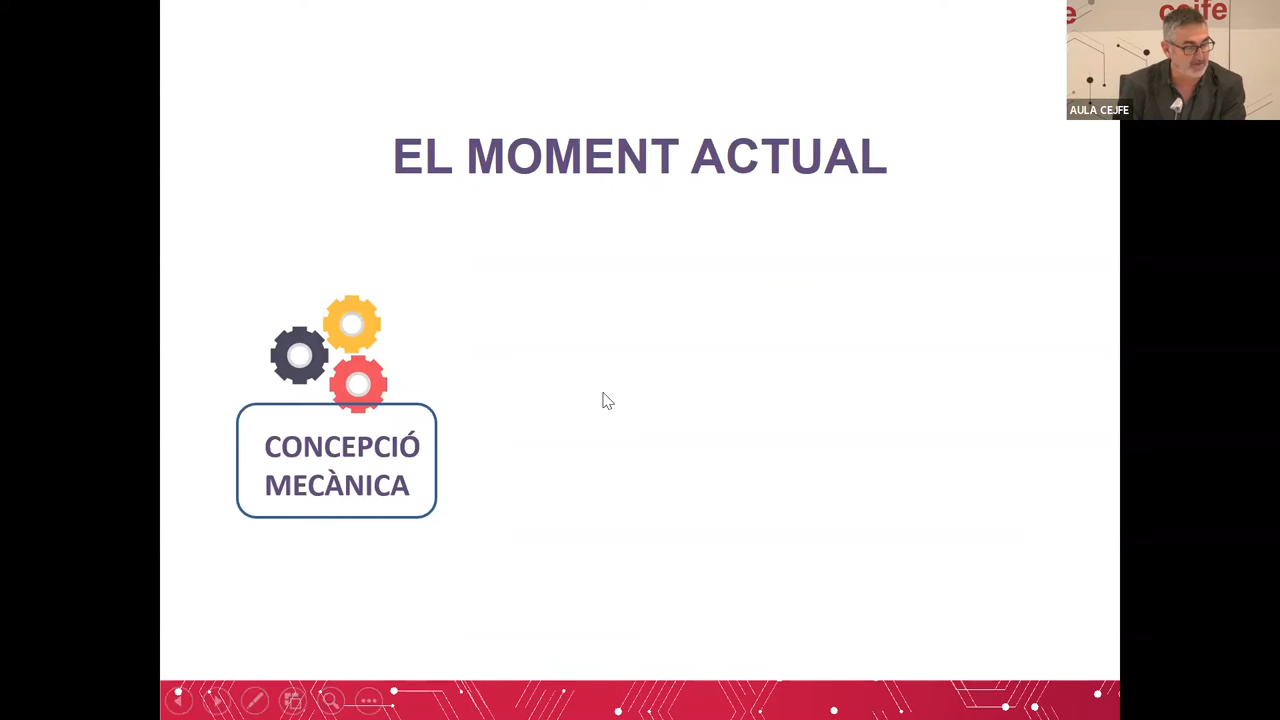 cejfe
AULA CEJFE
EL MOMENT ACTUAL
CONCEPCIÓ
MECÀNICA